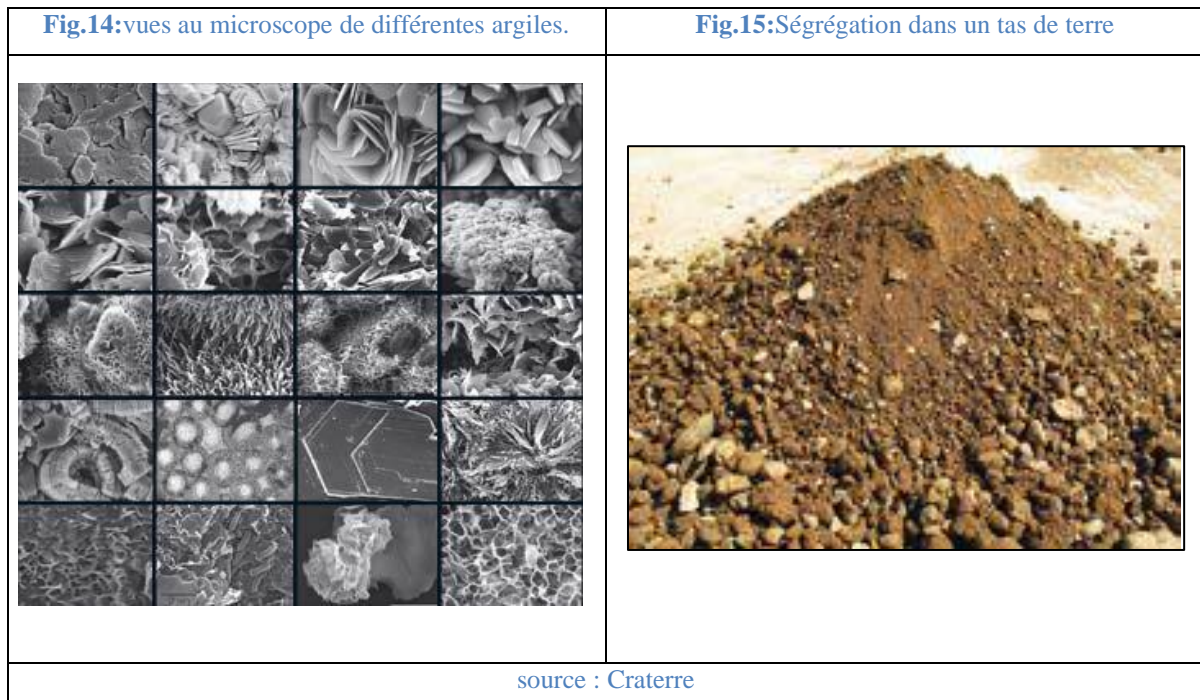 Fig.14:vues au microscope de différentes argiles.
Fig.15:Ségrégation dans un tas de terre
source : Craterre